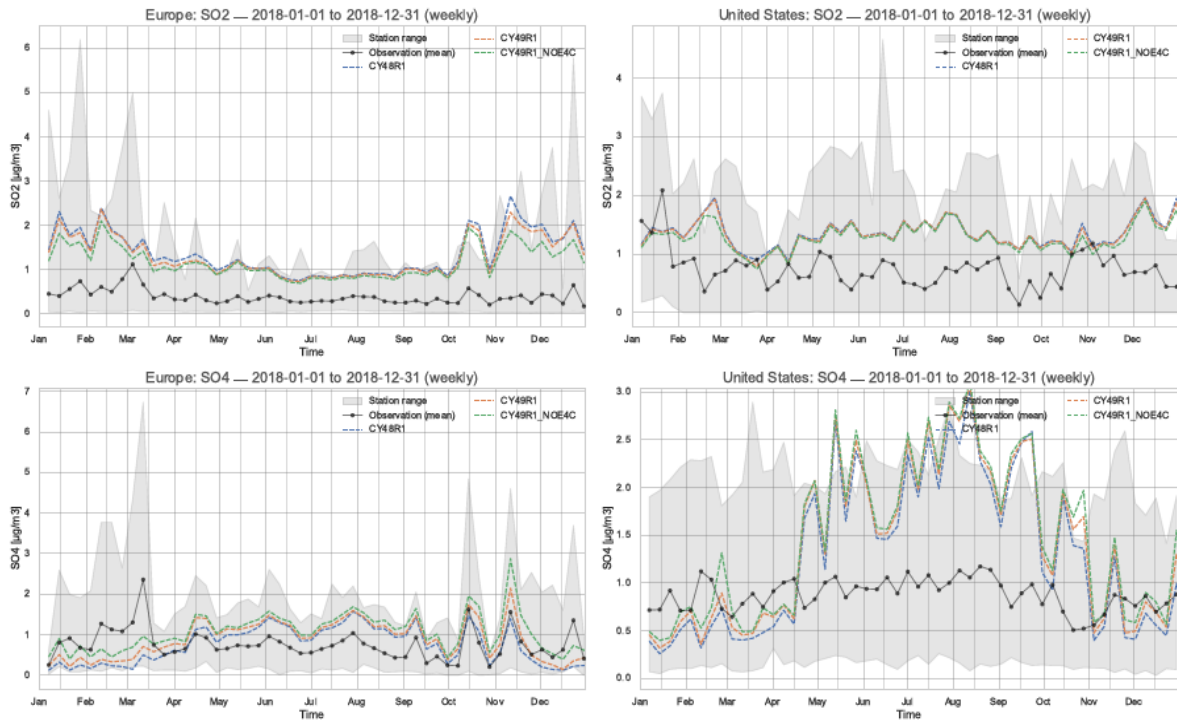 Europe: SO2 — 2018-01-01 to 2018-12-31 (weekly)
SO2 [µg/m3]
6
5
4
3
2
1
0
Station range
Observation (mean)
CY48R1
CY49R1
CY49R1_NOE4C
Jan Feb Mar Apr May Jun Jul Aug Sep Oct Nov Dec
Time
United States: SO2 — 2018-01-01 to 2018-12-31 (weekly)
SO2 [µg/m3]
4
3
2
1
0
Station range
Observation (mean)
CY48R1
CY49R1
CY49R1_NOE4C
Jan Feb Mar Apr May Jun Jul Aug Sep Oct Nov Dec
Time
Europe: SO4 — 2018-01-01 to 2018-12-31 (weekly)
SO4 [µg/m3]
7
6
5
4
3
2
1
0
Station range
Observation (mean)
CY48R1
CY49R1
CY49R1_NOE4C
Jan Feb Mar Apr May Jun Jul Aug Sep Oct Nov Dec
Time
United States: SO4 — 2018-01-01 to 2018-12-31 (weekly)
SO4 [µg/m3]
3.0
2.5
2.0
1.5
1.0
0.5
0.0
Station range
Observation (mean)
CY48R1
CY49R1
CY49R1_NOE4C
Jan Feb Mar Apr May Jun Jul Aug Sep Oct Nov Dec
Time